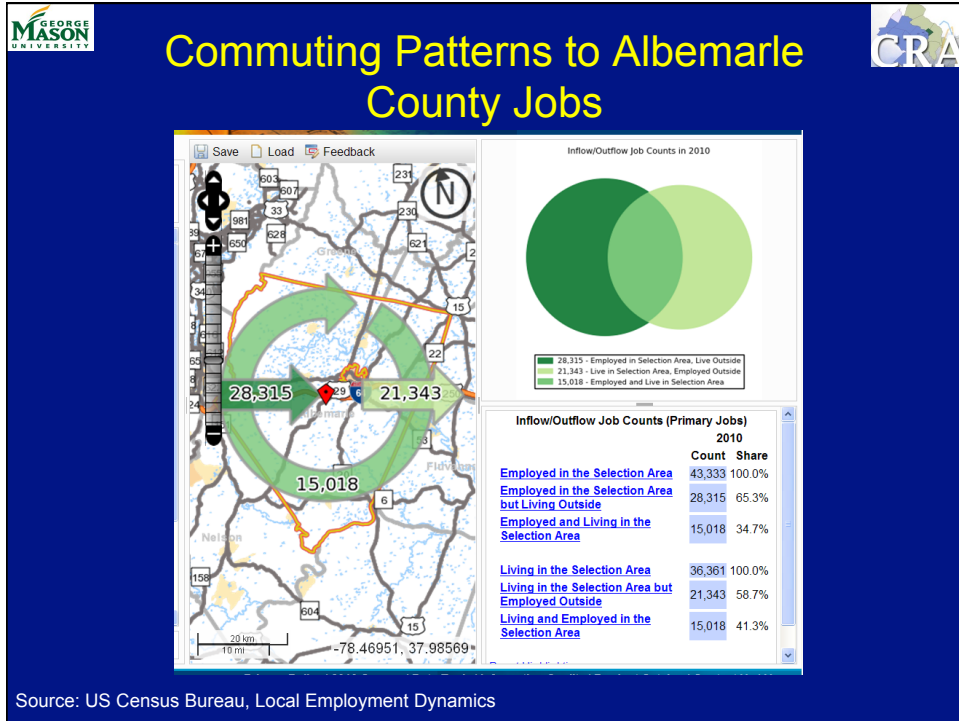 GEORGE
MASON
UNIVERSITY
Commuting Patterns to Albemarle
County Jobs
CRA
Save Load Feedback
603
607
231
N
33
230
981
650
628
621
Greene
34
15
22
28,315
29
21,343
Albemarle
53
15,018
6
Nelson
158
604
15
20 km
10 mi
-78.46951, 37.98569
Inflow/Outflow Job Counts in 2010
28,315 - Employed in Selection Area, Live Outside
21,343 - Live in Selection Area, Employed Outside
15,018 - Employed and Live in Selection Area
Inflow/Outflow Job Counts (Primary Jobs)
2010
Count Share
Employed in the Selection Area 43,333 100.0%
Employed in the Selection Area
but Living Outside 28,315 65.3%
Employed and Living in the
Selection Area 15,018 34.7%
Living in the Selection Area 36,361 100.0%
Living in the Selection Area but
Employed Outside 21,343 58.7%
Living and Employed in the
Selection Area 15,018 41.3%
Source: US Census Bureau, Local Employment Dynamics